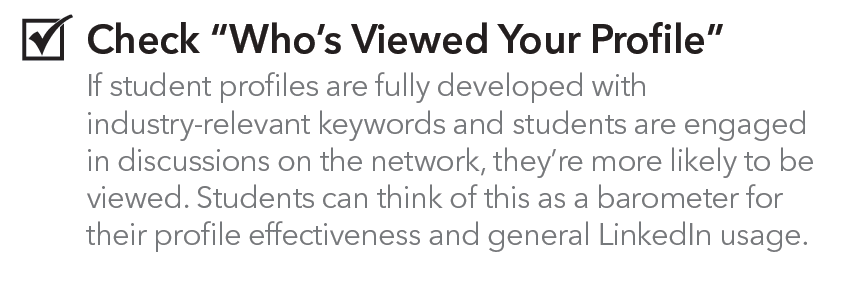 Check “Who’s Viewed Your Profile”
If student profiles are fully developed with
industry-relevant keywords and students are engaged
in discussions on the network, they’re more likely to be
viewed. Students can think of this as a barometer for
their profile effectiveness and general LinkedIn usage.